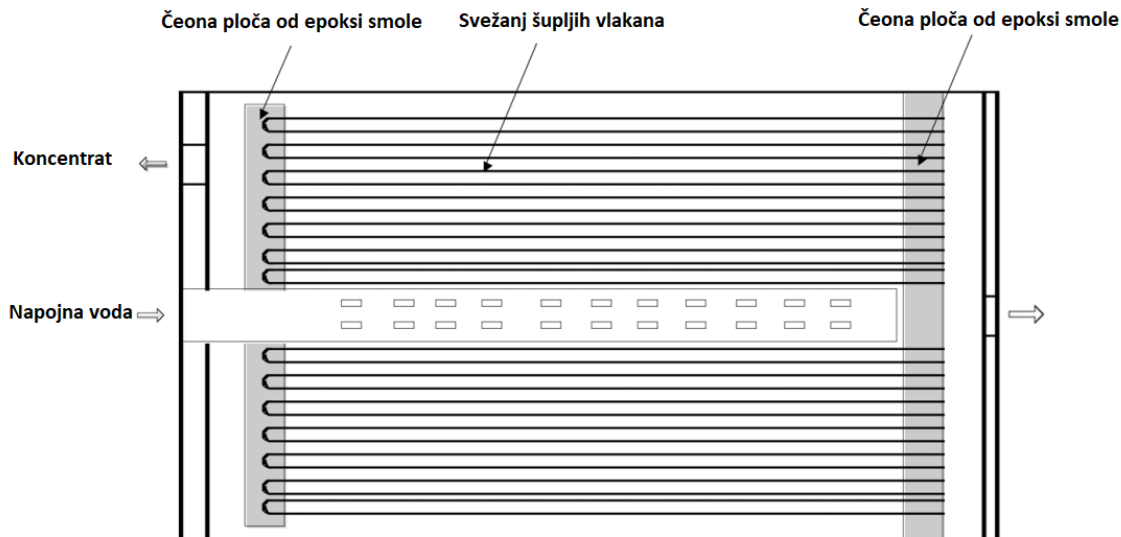 Čeona ploča od epoksi smole
Svežanj šupljih vlakana
Čeona ploča od epoksi smole
Koncentrat
Napojna voda